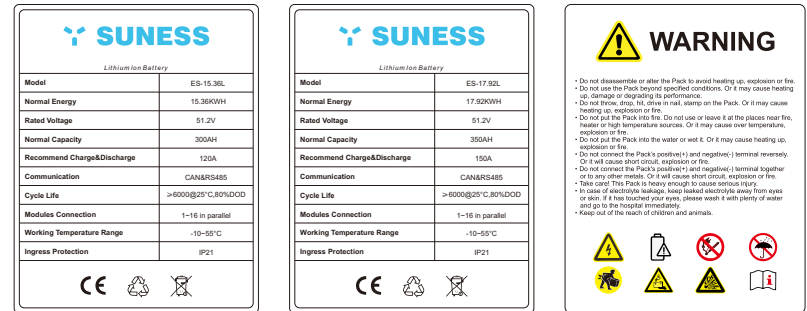 SUNESS
Lithium Ion Battery
Model ES-15.36L
Normal Energy 15.36KWH
Rated Voltage 51.2V
Normal Capacity 300AH
Recommend Charge&Discharge 120A
Communication CAN&RS485
Cycle Life >6000@25°C,80%DOD
Modules Connection 1~16 in parallel
Working Temperature Range -10~55°C
Ingress Protection IP21
CE
SUNESS
Lithium Ion Battery
Model ES-17.92L
Normal Energy 17.92KWH
Rated Voltage 51.2V
Normal Capacity 350AH
Recommend Charge&Discharge 150A
Communication CAN&RS485
Cycle Life >6000@25°C,80%DOD
Modules Connection 1~16 in parallel
Working Temperature Range -10~55°C
Ingress Protection IP21
CE
WARNING
• Do not disassemble or alter the Pack to avoid heating up, explosion or fire.
• Do not use the Pack beyond specified conditions. Or it may cause heating
up, damage or degrading its performance.
• Do not throw, drop, hit, drive in nail, stamp on the Pack. Or it may cause
heating up, explosion or fire.
• Do not put the Pack into fire. Do not use or leave it at the places near fire,
heater or high temperature sources. Or it may cause over temperature,
explosion or fire.
• Do not put the Pack into the water or wet it. Or it may cause heating up,
explosion or fire.
• Do not connect the Pack's positive(+) and negative(-) terminal reversely.
Or it will cause short circuit, explosion or fire.
• Do not connect the Pack's positive(+) and negative(-) terminal together
or to any other metals. Or it will cause short circuit, explosion or fire.
• Take care! This Pack is heavy enough to cause serious injury.
• In case of electrolyte leakage, keep leaked electrolyte away from eyes
or skin. If it has touched your eyes, please wash it with plenty of water
and go to the hospital immediately.
• Keep out of the reach of children and animals.